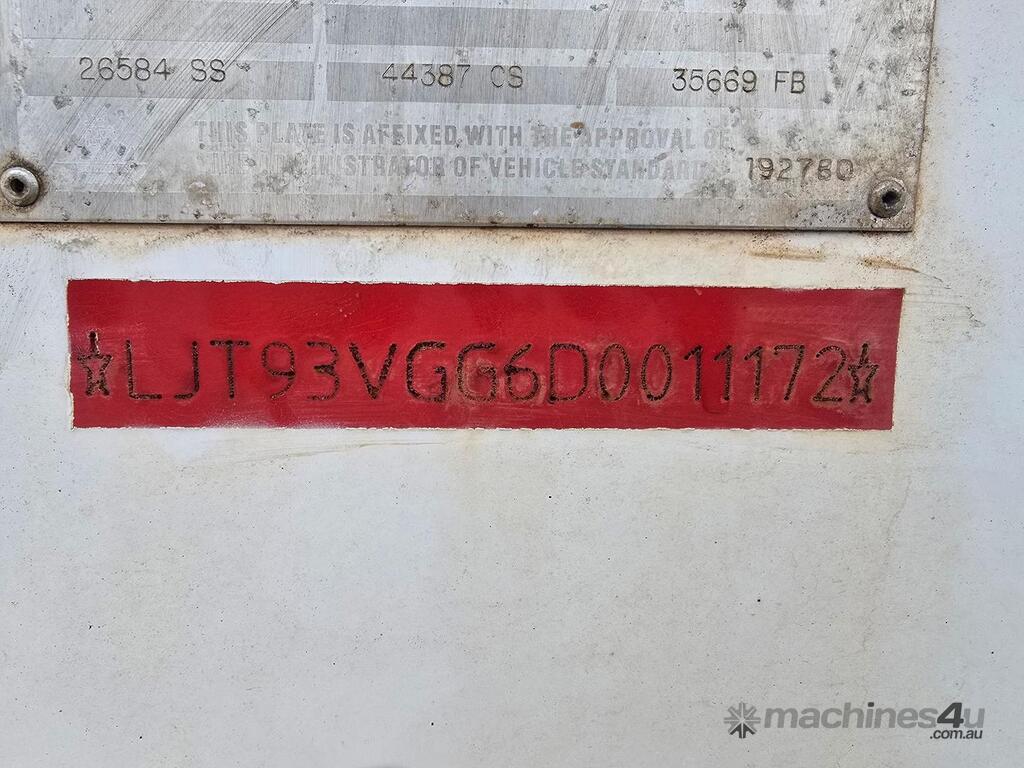 26584 SS 44387 CS 35669 FB
THIS PLATE IS AFFIXED WITH THE APPROVAL OF
THE ADMINISTRATOR OF VEHICLE STANDARDS 192780
☆LJT93VGG6D0011172☆
machines4u
.com.au